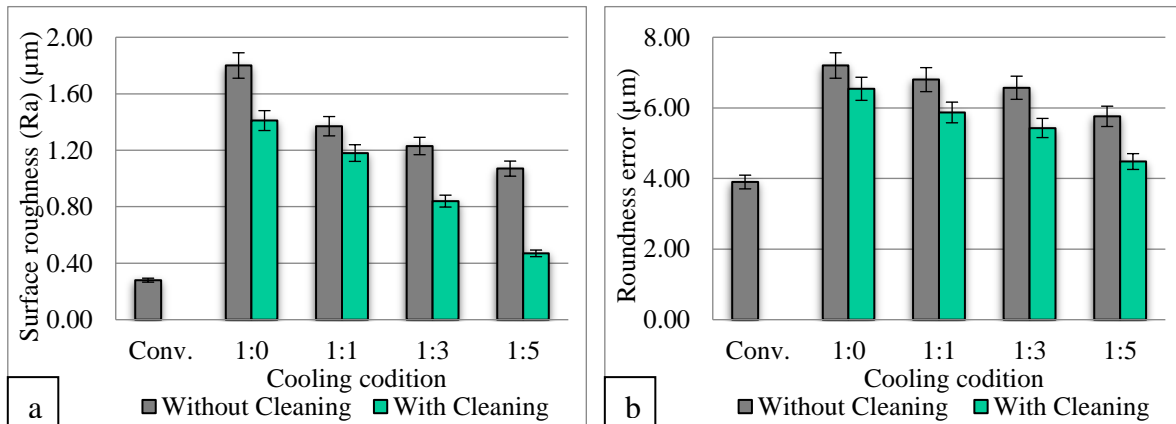 Surface roughness (Ra) (µm)
2.00
1.60
1.20
0.80
0.40
0.00
Conv.
1:0
1:1
1:3
1:5
Cooling codition
Without Cleaning
With Cleaning
a
Roundness error (µm)
8.00
6.00
4.00
2.00
0.00
Conv.
1:0
1:1
1:3
1:5
Cooling codition
Without Cleaning
With Cleaning
b